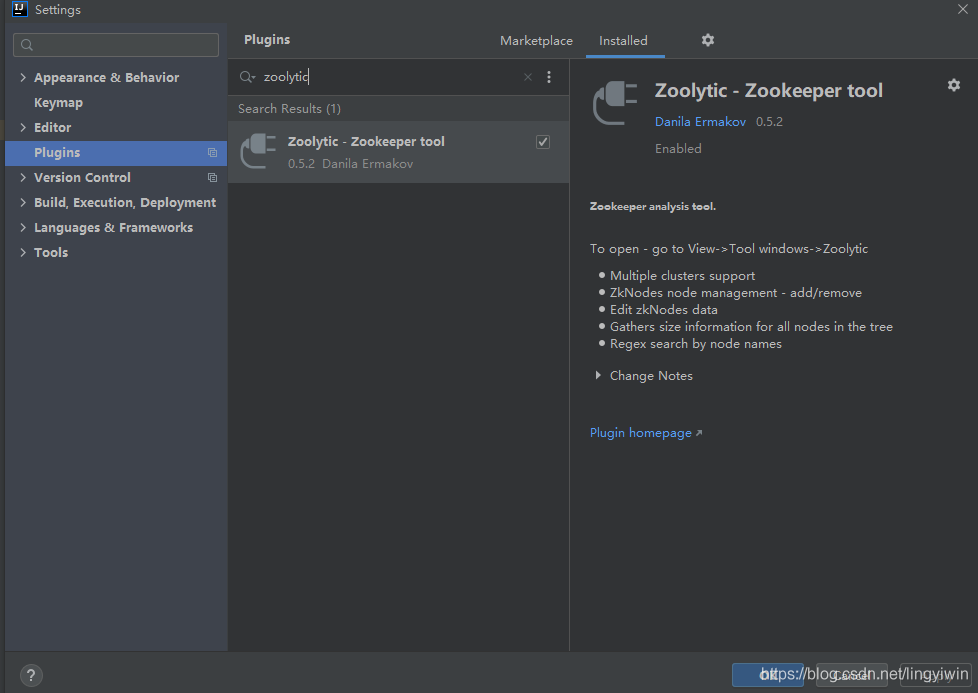 Settings
Plugins
Marketplace
Installed
Appearance & Behavior
Keymap
Editor
Plugins
Version Control
Build, Execution, Deployment
Languages & Frameworks
Tools
zoolytic
Search Results (1)
Zoolytic - Zookeeper tool
0.5.2 Danila Ermakov
Zoolytic - Zookeeper tool
Danila Ermakov 0.5.2
Enabled
Zookeeper analysis tool.
To open - go to View->Tool windows->Zoolytic
Multiple clusters support
ZkNodes node management - add/remove
Edit zkNodes data
Gathers size information for all nodes in the tree
Regex search by node names
Change Notes
Plugin homepage ↗
?
OK
Cancel
Apply
https://blog.csdn.net/lingyiwin